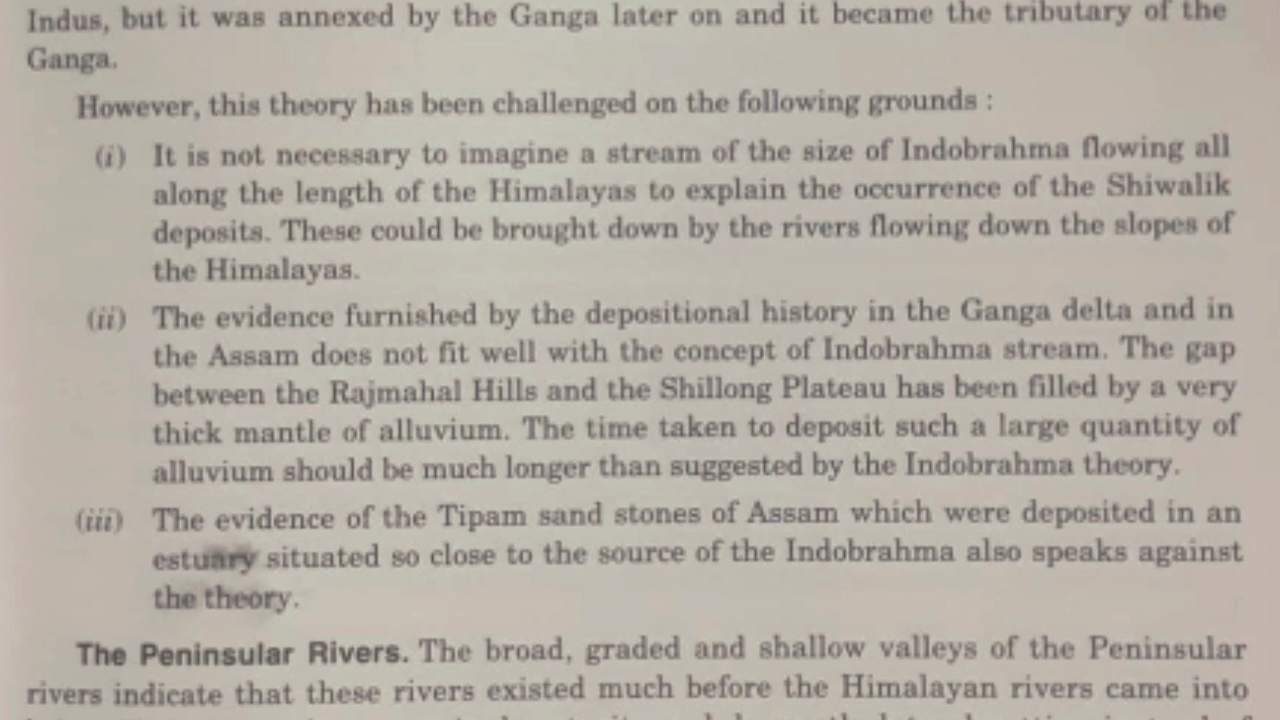 Indus, but it was annexed by the Ganga later on and it became the tributary of the
Ganga.
However, this theory has been challenged on the following grounds :
(i) It is not necessary to imagine a stream of the size of Indobrahma flowing all
along the length of the Himalayas to explain the occurrence of the Shiwalik
deposits. These could be brought down by the rivers flowing down the slopes of
the Himalayas.
(ii) The evidence furnished by the depositional history in the Ganga delta and in
the Assam does not fit well with the concept of Indobrahma stream. The gap
between the Rajmahal Hills and the Shillong Plateau has been filled by a very
thick mantle of alluvium. The time taken to deposit such a large quantity of
alluvium should be much longer than suggested by the Indobrahma theory.
(iii) The evidence of the Tipam sand stones of Assam which were deposited in an
estuary situated so close to the source of the Indobrahma also speaks against
the theory.
The Peninsular Rivers. The broad, graded and shallow valleys of the Peninsular
rivers indicate that these rivers existed much before the Himalayan rivers came into